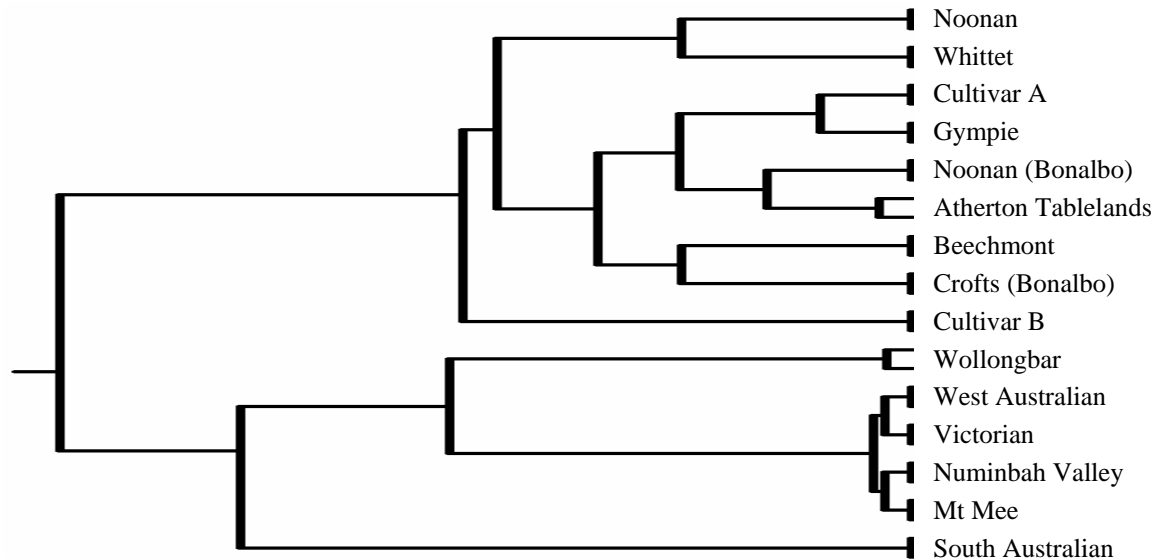 Noonan
Whittet
Cultivar A
Gympie
Noonan (Bonalbo)
Atherton Tablelands
Beechmont
Crofts (Bonalbo)
Cultivar B
Wollongbar
West Australian
Victorian
Numinbah Valley
Mt Mee
South Australian